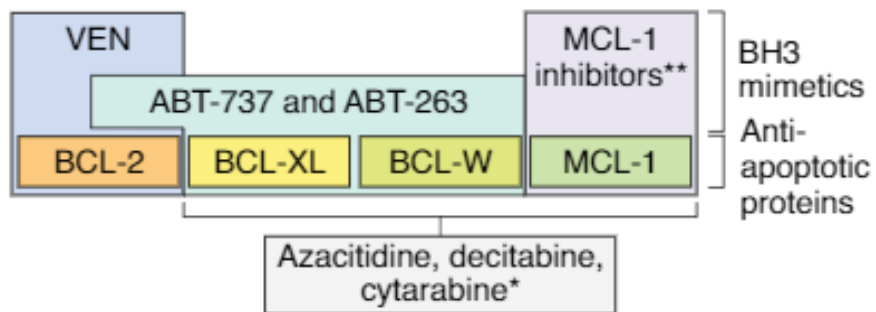 VEN
MCL-1
inhibitors**
BH3
mimetics
ABT-737 and ABT-263
BCL-2
BCL-XL
BCL-W
MCL-1
Anti-
apoptotic
proteins
Azacitidine, decitabine,
cytarabine*